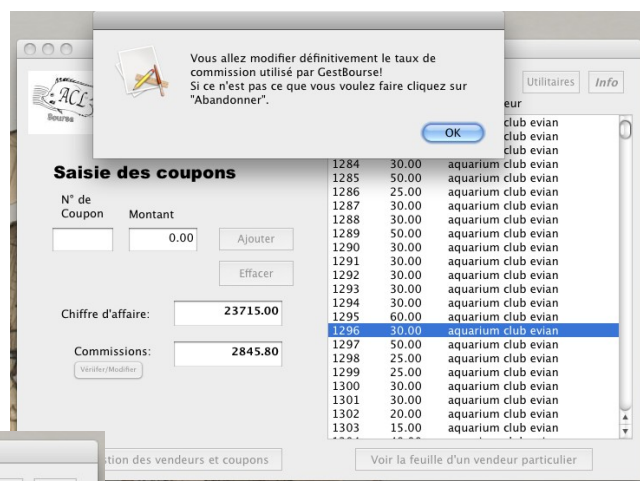 Vous allez modifier définitivement le taux de
commission utilisé par GestBourse!
Si ce n'est pas ce que vous voulez faire cliquez sur
"Abandonner".
OK
ACL
Bourse
Utilitaires
Info
eur
club evian
club evian
club evian
Saisie des coupons
N° de
Coupon
Montant
0.00
Ajouter
Effacer
Chiffre d'affaire:
23715.00
Commissions:
2845.80
Vérifer/Modifier
1284 30.00 aquarium club evian
1285 50.00 aquarium club evian
1286 25.00 aquarium club evian
1287 30.00 aquarium club evian
1288 30.00 aquarium club evian
1289 50.00 aquarium club evian
1290 30.00 aquarium club evian
1291 30.00 aquarium club evian
1292 30.00 aquarium club evian
1293 30.00 aquarium club evian
1294 30.00 aquarium club evian
1295 60.00 aquarium club evian
1296 30.00 aquarium club evian
1297 50.00 aquarium club evian
1298 25.00 aquarium club evian
1299 25.00 aquarium club evian
1300 30.00 aquarium club evian
1301 30.00 aquarium club evian
1302 20.00 aquarium club evian
1303 15.00 aquarium club evian
tion des vendeurs et coupons
Voir la feuille d'un vendeur particulier